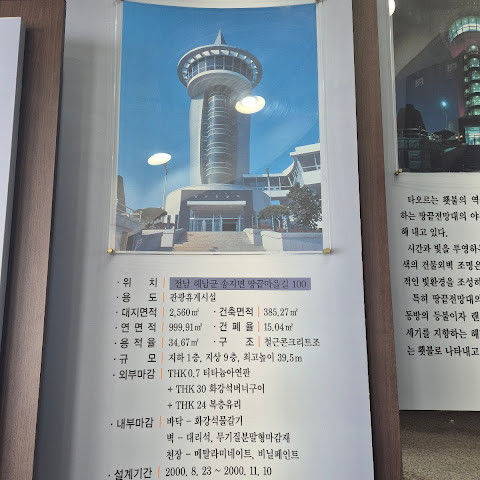 · 위 치 전남 해남군 송지면 땅끝마을길 100
· 용 도 관광휴게시설
· 대지면적 2,560㎡ · 건축면적 385.27㎡
· 연 면 적 999.91㎡ · 건 폐 율 15.04㎡
· 용 적 율 34.67㎡ · 구 조 철근콘크리트조
· 규 모 지하 1층, 지상 9층, 최고높이 39.5m
· 외부마감 THK 0.7 티타늄아연판
+ THK 30 화강석버너구이
+ THK 24 복층유리
· 내부마감 바닥 - 화강석물갈기
벽 - 대리석, 무기질분말형마감재
천장 - 메탈라미네이트, 비닐페인트
· 설계기간 2000. 8. 23 ~ 2000. 11. 10
타오르는 횃불의 역
하는 땅끝전망대의 야
해 내고 있다.
시간과 빛을 투영하
색의 건물외벽 조명은
적인 빛환경을 조성하
특히 땅끝전망대의
동방의 등불이자 랜
세기를 지향하는 해
는 횃불로 나타내고